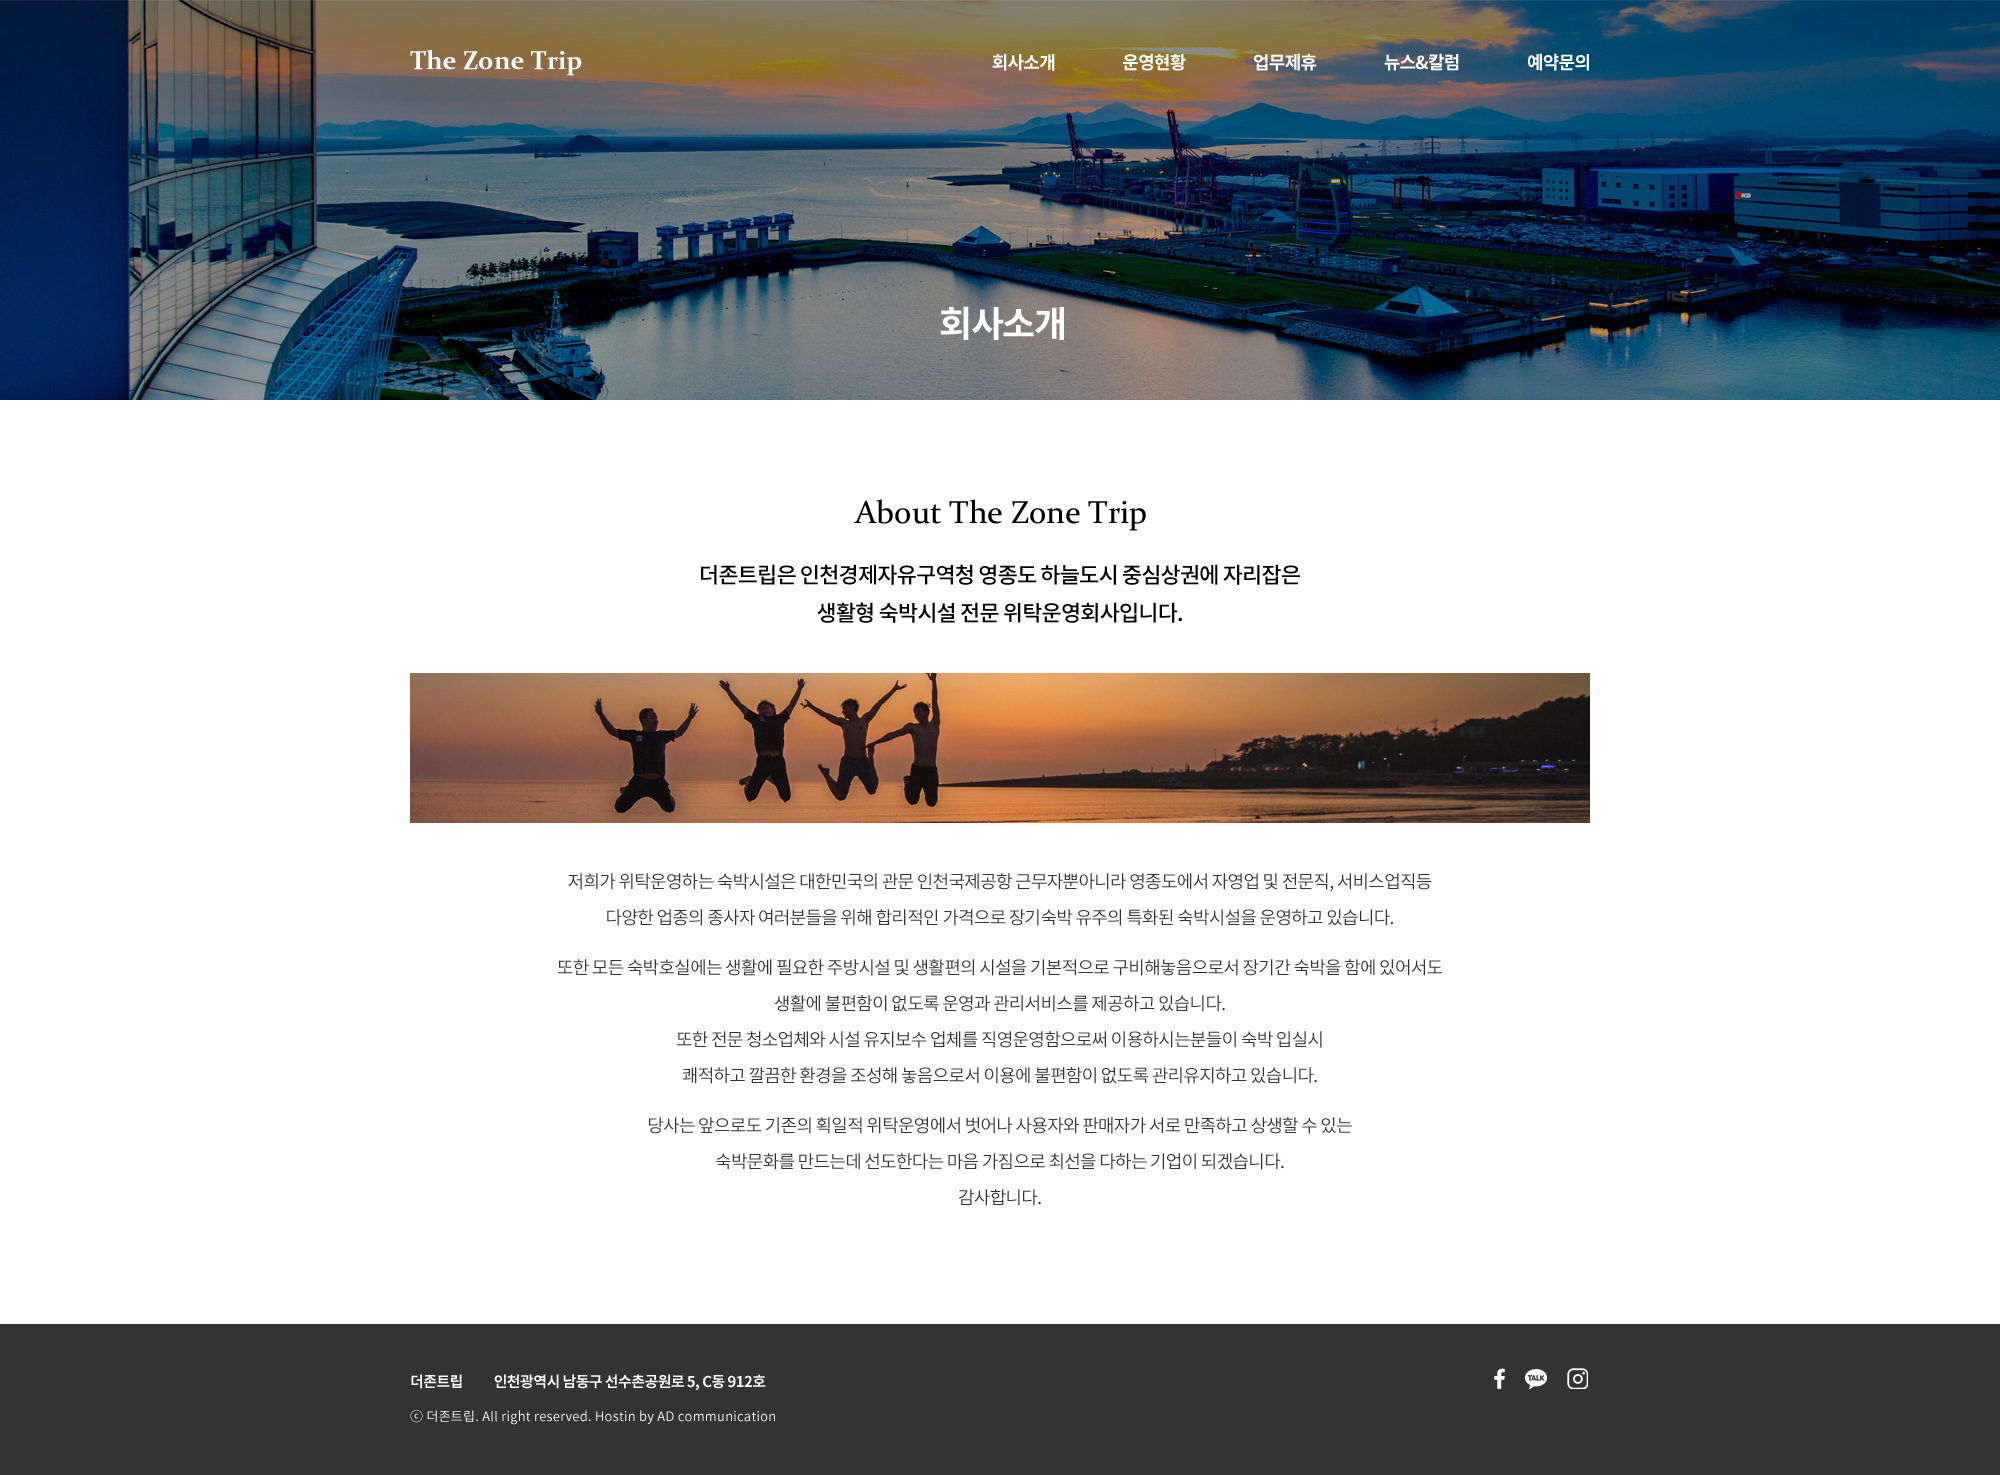 The Zone Trip
회사소개
운영현황
업무제휴
뉴스&칼럼
예약문의
회사소개
About The Zone Trip
더존트립은 인천경제자유구역청 영종도 하늘도시 중심상권에 자리잡은
생활형 숙박시설 전문 위탁운영회사입니다.
저희가 위탁운영하는 숙박시설은 대한민국의 관문 인천국제공항 근무자뿐아니라 영종도에서 자영업 및 전문직, 서비스업직등
다양한 업종의 종사자 여러분들을 위해 합리적인 가격으로 장기숙박 유주의 특화된 숙박시설을 운영하고 있습니다.
또한 모든 숙박호실에는 생활에 필요한 주방시설 및 생활편의 시설을 기본적으로 구비해놓음으로서 장기간 숙박을 함에 있어서도
생활에 불편함이 없도록 운영과 관리서비스를 제공하고 있습니다.
또한 전문 청소업체와 시설 유지보수 업체를 직영운영함으로써 이용하시는분들이 숙박 입실시
쾌적하고 깔끔한 환경을 조성해 놓음으로서 이용에 불편함이 없도록 관리유지하고 있습니다.
당사는 앞으로도 기존의 획일적 위탁운영에서 벗어나 사용자와 판매자가 서로 만족하고 상생할 수 있는
숙박문화를 만드는데 선도한다는 마음 가짐으로 최선을 다하는 기업이 되겠습니다.
감사합니다.
더존트립 인천광역시 남동구 선수촌공원로 5, C동 912호
TALK
ⓒ 더존트립. All right reserved. Hostin by AD communication